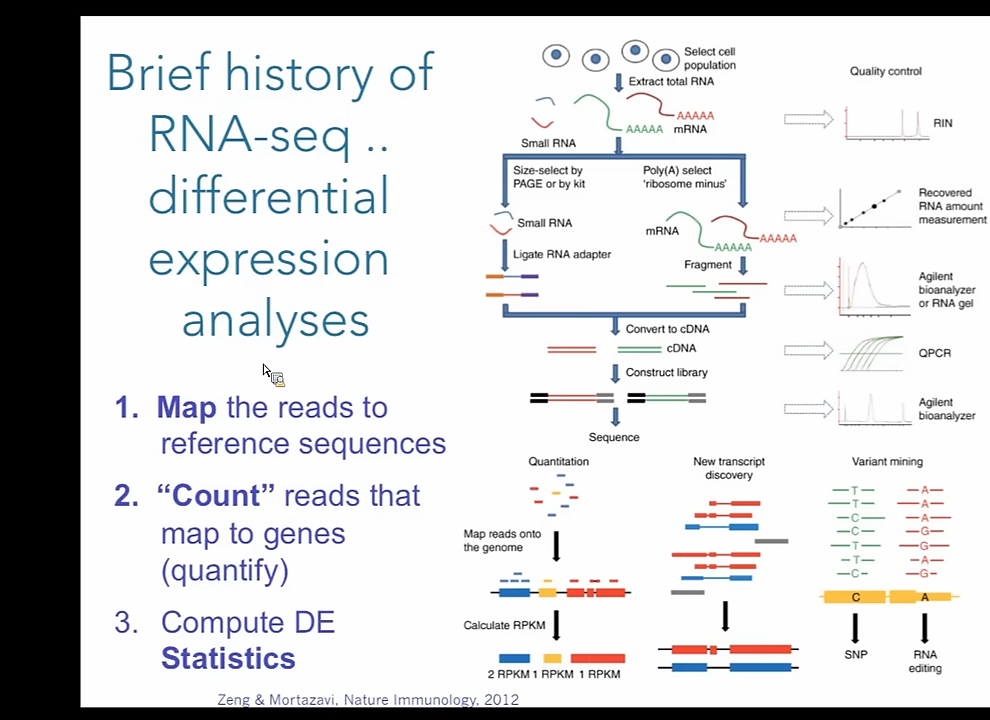 Brief history of
RNA-seq ..
differential
expression
analyses
1. Map the reads to
reference sequences
2. “Count” reads that
map to genes
(quantify)
3. Compute DE
Statistics
Select cell
population
Extract total RNA
AAAAA
AAAAA
mRNA
Small RNA
Size-select by
PAGE or by kit
Poly(A) select
'ribosome minus'
Small RNA
mRNA
AAAAA
AAAAA
Ligate RNA adapter
Fragment
Convert to cDNA
cDNA
Construct library
Sequence
Quality control
RIN
Recovered
RNA amount
measurement
Agilent
bioanalyzer
or RNA gel
QPCR
Agilent
bioanalyzer
Quantitation
Map reads onto
the genome
Calculate RPKM
2 RPKM 1 RPKM 1 RPKM
New transcript
discovery
Variant mining
T A
T A
C A
C G
T G
T A
C G
C A
SNP
RNA
editing
Zeng & Mortazavi, Nature Immunology, 2012